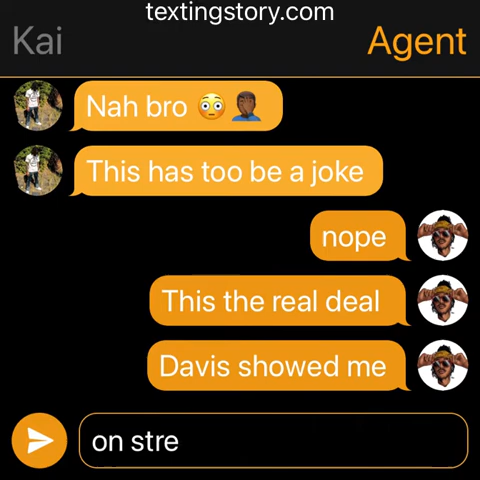 textingstory.com
Kai
Agent
Nah bro 😳🤦🏾‍♂️
This has too be a joke
nope
This the real deal
Davis showed me
on stre